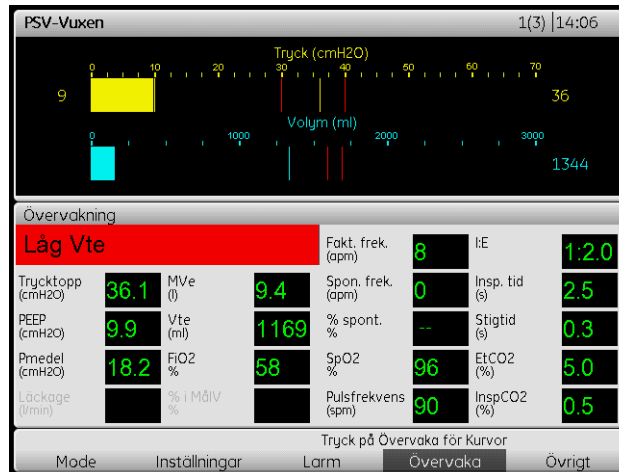 PSV-Vuxen 1(3) 14:06
Tryck (cmH2O)
0 10 20 30 40 50 60 70
9 36
Volym (ml)
0 1000 2000 3000
1344
Övervakning
Låg Vte
Fakt. frek. (apm) 8 I:E 1:2.0
Trycktopp (cmH2O) 36.1 MVe (l) 9.4 Spon. frek. (apm) 0 Insp. tid (s) 2.5
PEEP (cmH2O) 9.9 Vte (ml) 1169 % spont. % -- Stigtid (s) 0.3
Pmedel (cmH2O) 18.2 FiO2 % 58 SpO2 % 96 EtCO2 (%) 5.0
Läckage (l/min) % i MålV % Pulsfrekvens (spm) 90 InspCO2 (%) 0.5
Tryck på Övervaka för Kurvor
Mode Inställningar Larm Övervaka Övrigt